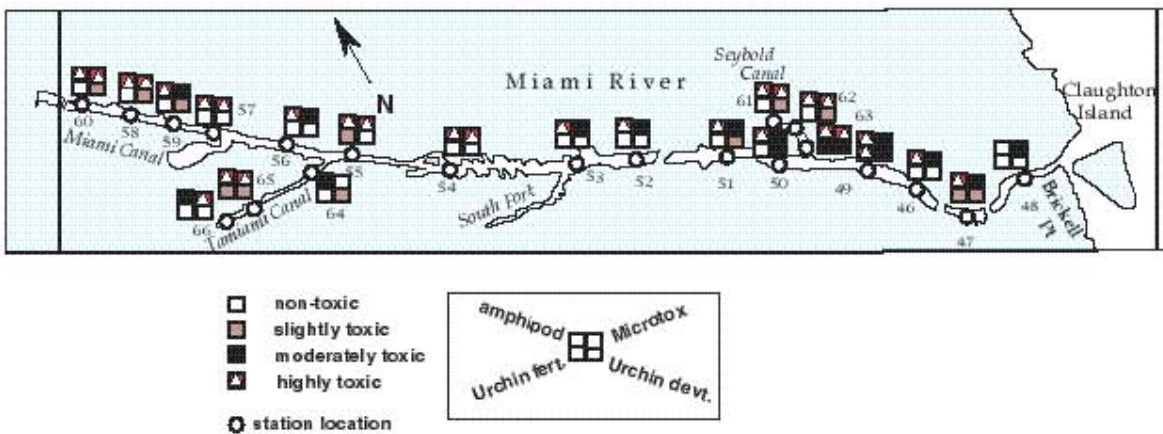 Miami River
Seybold
Canal
Claughton
Island
N
Miami Canal
Tamiami Canal
South Fort
Brickell
Pt
60
58
59
57
56
55
54
53
52
51
50
49
46
47
48
61
62
63
64
65
66
non-toxic
slightly toxic
moderately toxic
highly toxic
station location
amphipod
Microtox
Urchin fert.
Urchin devt.